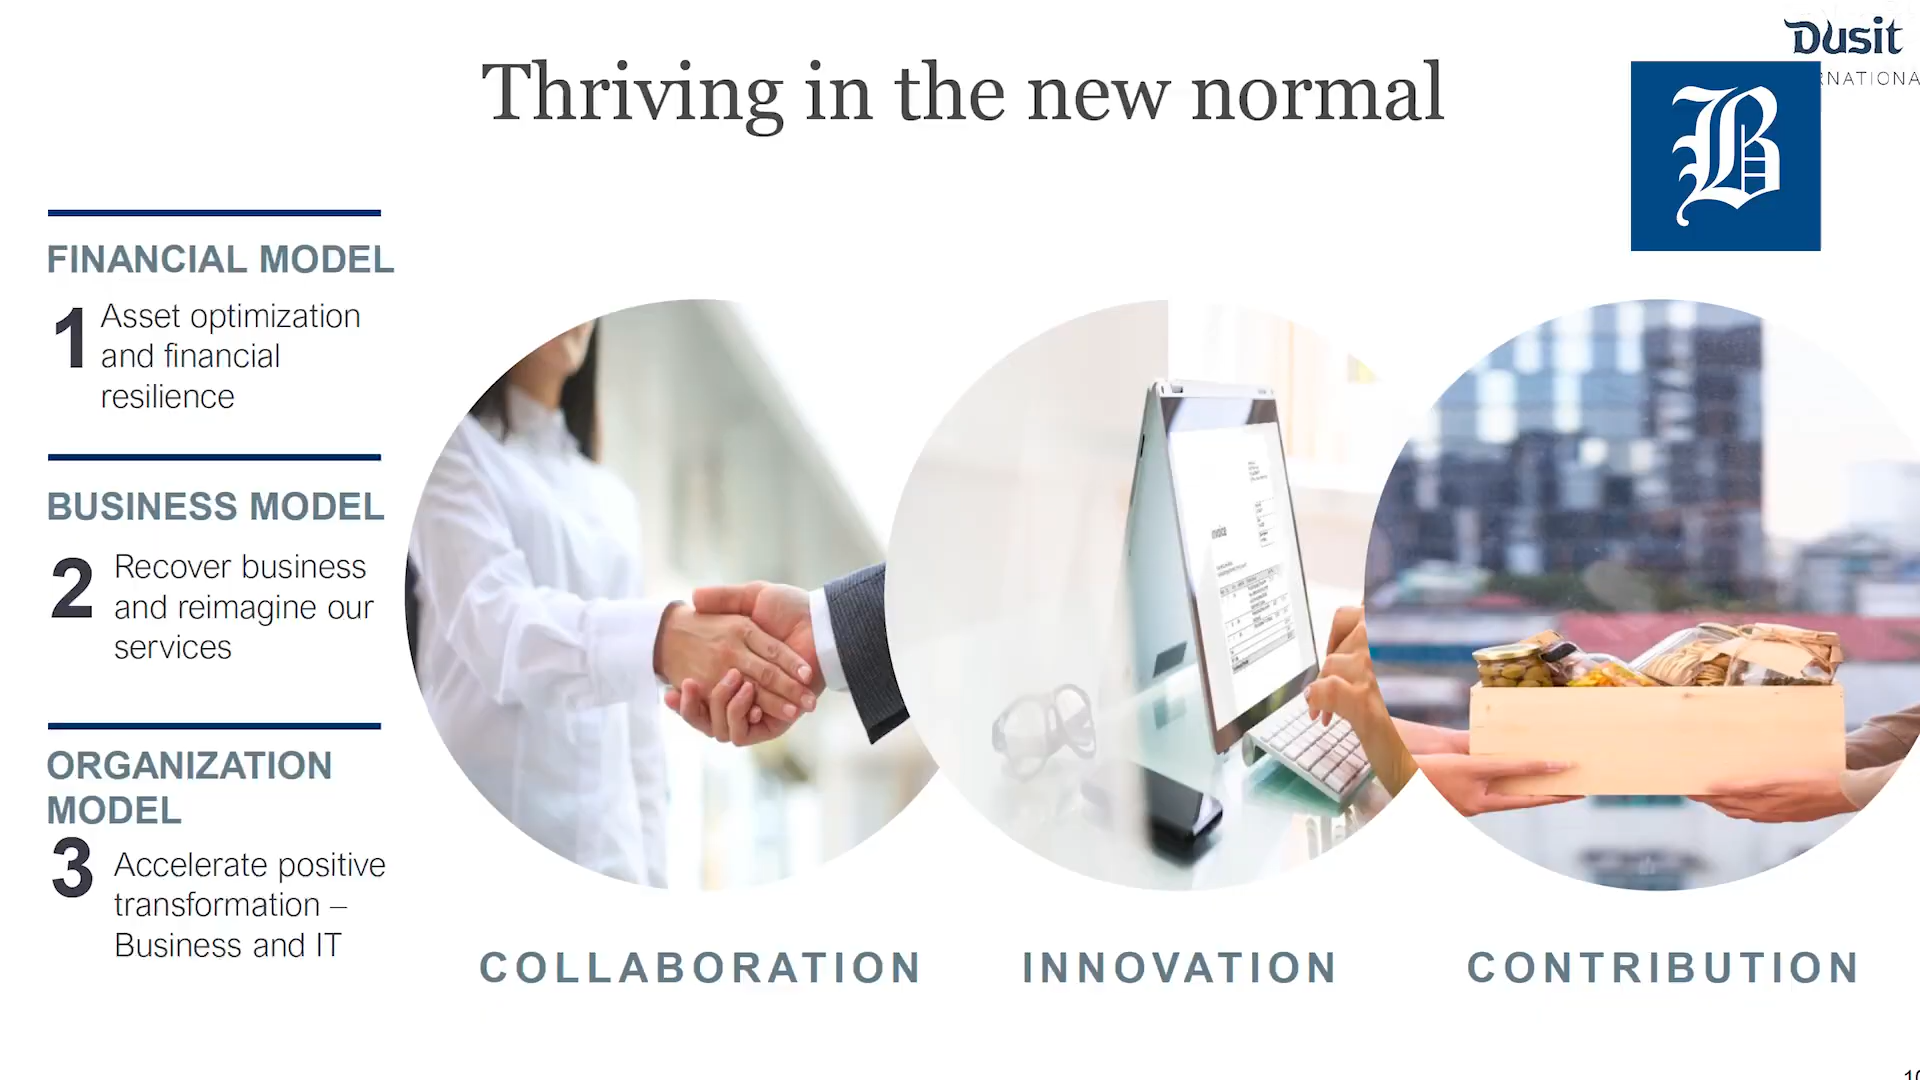 Dusit
Thriving in the new normal
B
FINANCIAL MODEL
1 Asset optimization
and financial
resilience
BUSINESS MODEL
2 Recover business
and reimagine our
services
ORGANIZATION
MODEL
3 Accelerate positive
transformation –
Business and IT
invoice
COLLABORATION
INNOVATION
CONTRIBUTION